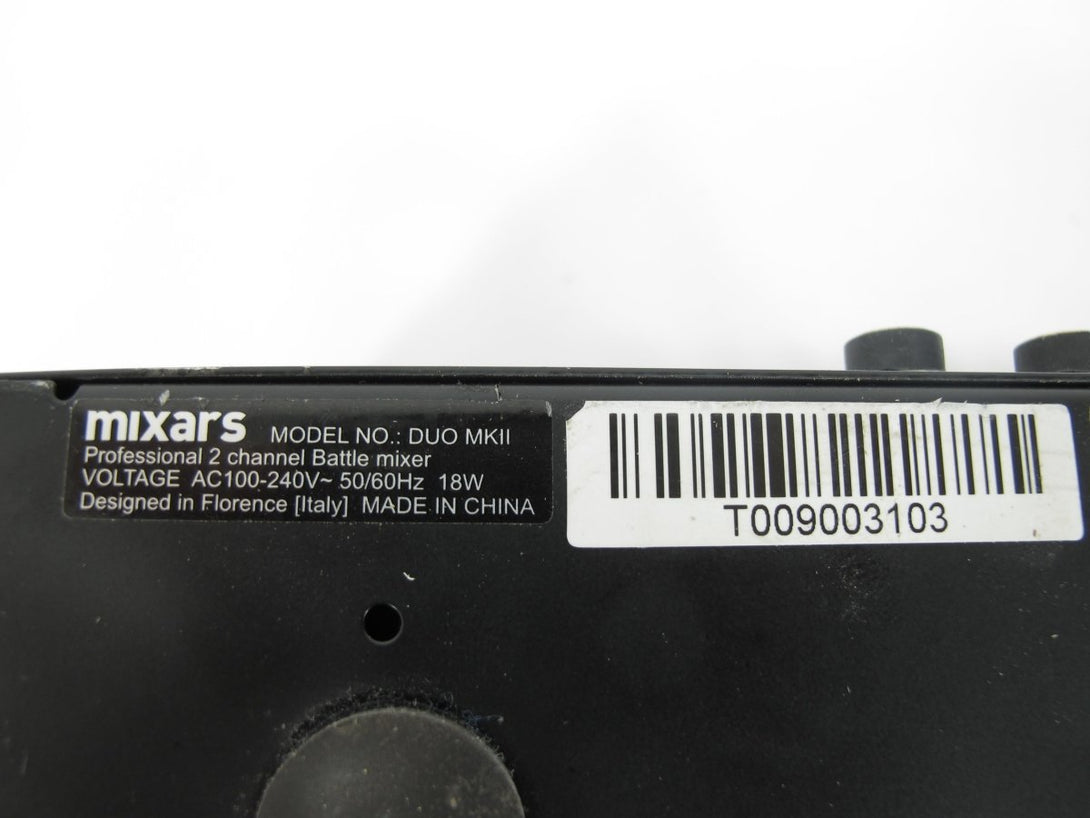 mixars MODEL NO.: DUO MKII
Professional 2 channel Battle mixer
VOLTAGE AC100-240V~ 50/60Hz 18W
Designed in Florence [Italy] MADE IN CHINA
T009003103